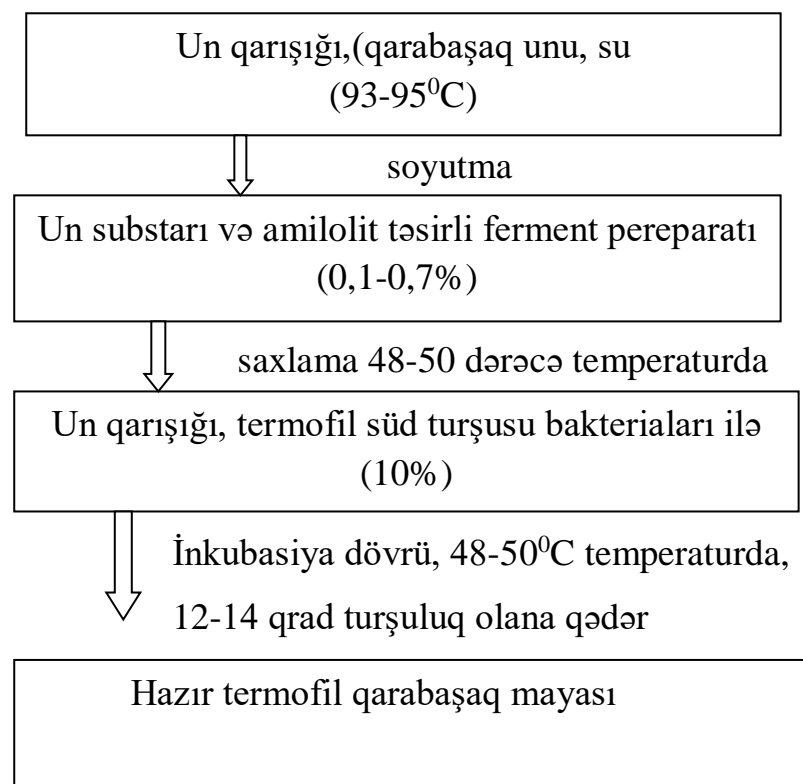 Un qarışığı,(qarabaşaq unu, su
(93-95⁰C)
soyutma
Un substarı və amilolit təsirli ferment pereparatı
(0,1-0,7%)
saxlama 48-50 dərəcə temperaturda
Un qarışığı, termofil süd turşusu bakteriaları ilə
(10%)
İnkubasiya dövrü, 48-50⁰C temperaturda,
12-14 qrad turşuluq olana qədər
Hazır termofil qarabaşaq mayası